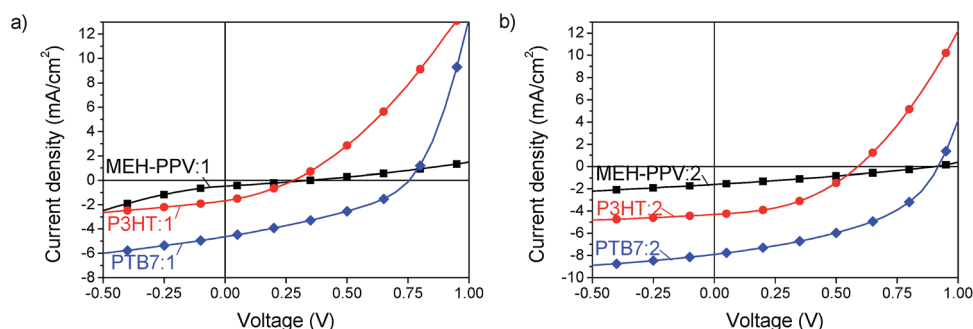 a)
Current density (mA/cm²)
12
10
8
6
4
2
0
-2
-4
-6
-8
MEH-PPV:1
P3HT:1
PTB7:1
-0.50 -0.25 0.00 0.25 0.50 0.75 1.00
Voltage (V)
b)
Current density (mA/cm²)
12
10
8
6
4
2
0
-2
-4
-6
-8
-10
MEH-PPV:2
P3HT:2
PTB7:2
-0.50 -0.25 0.00 0.25 0.50 0.75 1.00
Voltage (V)